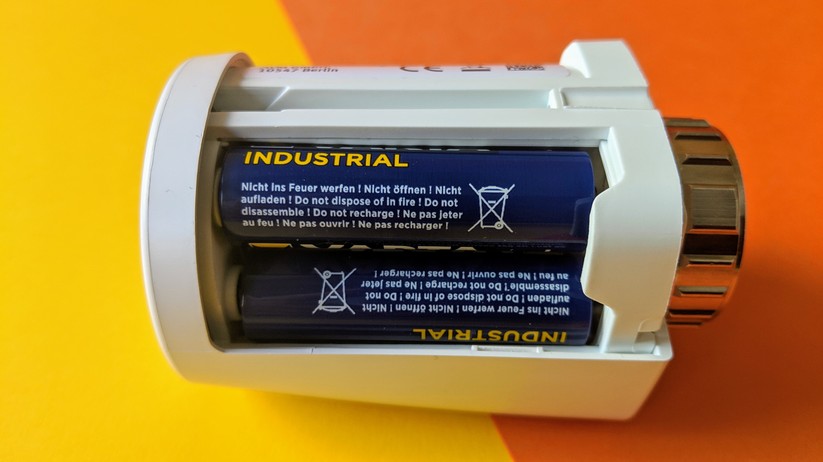 10347 Berlin
INDUSTRIAL
Nicht ins Feuer werfen ! Nicht öffnen ! Nicht
aufladen ! Do not dispose of in fire ! Do not
disassemble ! Do not recharge ! Ne pas jeter
au feu ! Ne pas ouvrir ! Ne pas recharger !
VARTA
INDUSTRIAL
Nicht ins Feuer werfen ! Nicht öffnen ! Nicht
aufladen ! Do not dispose of in fire ! Do not
disassemble ! Do not recharge ! Ne pas jeter
au feu ! Ne pas ouvrir ! Ne pas recharger !